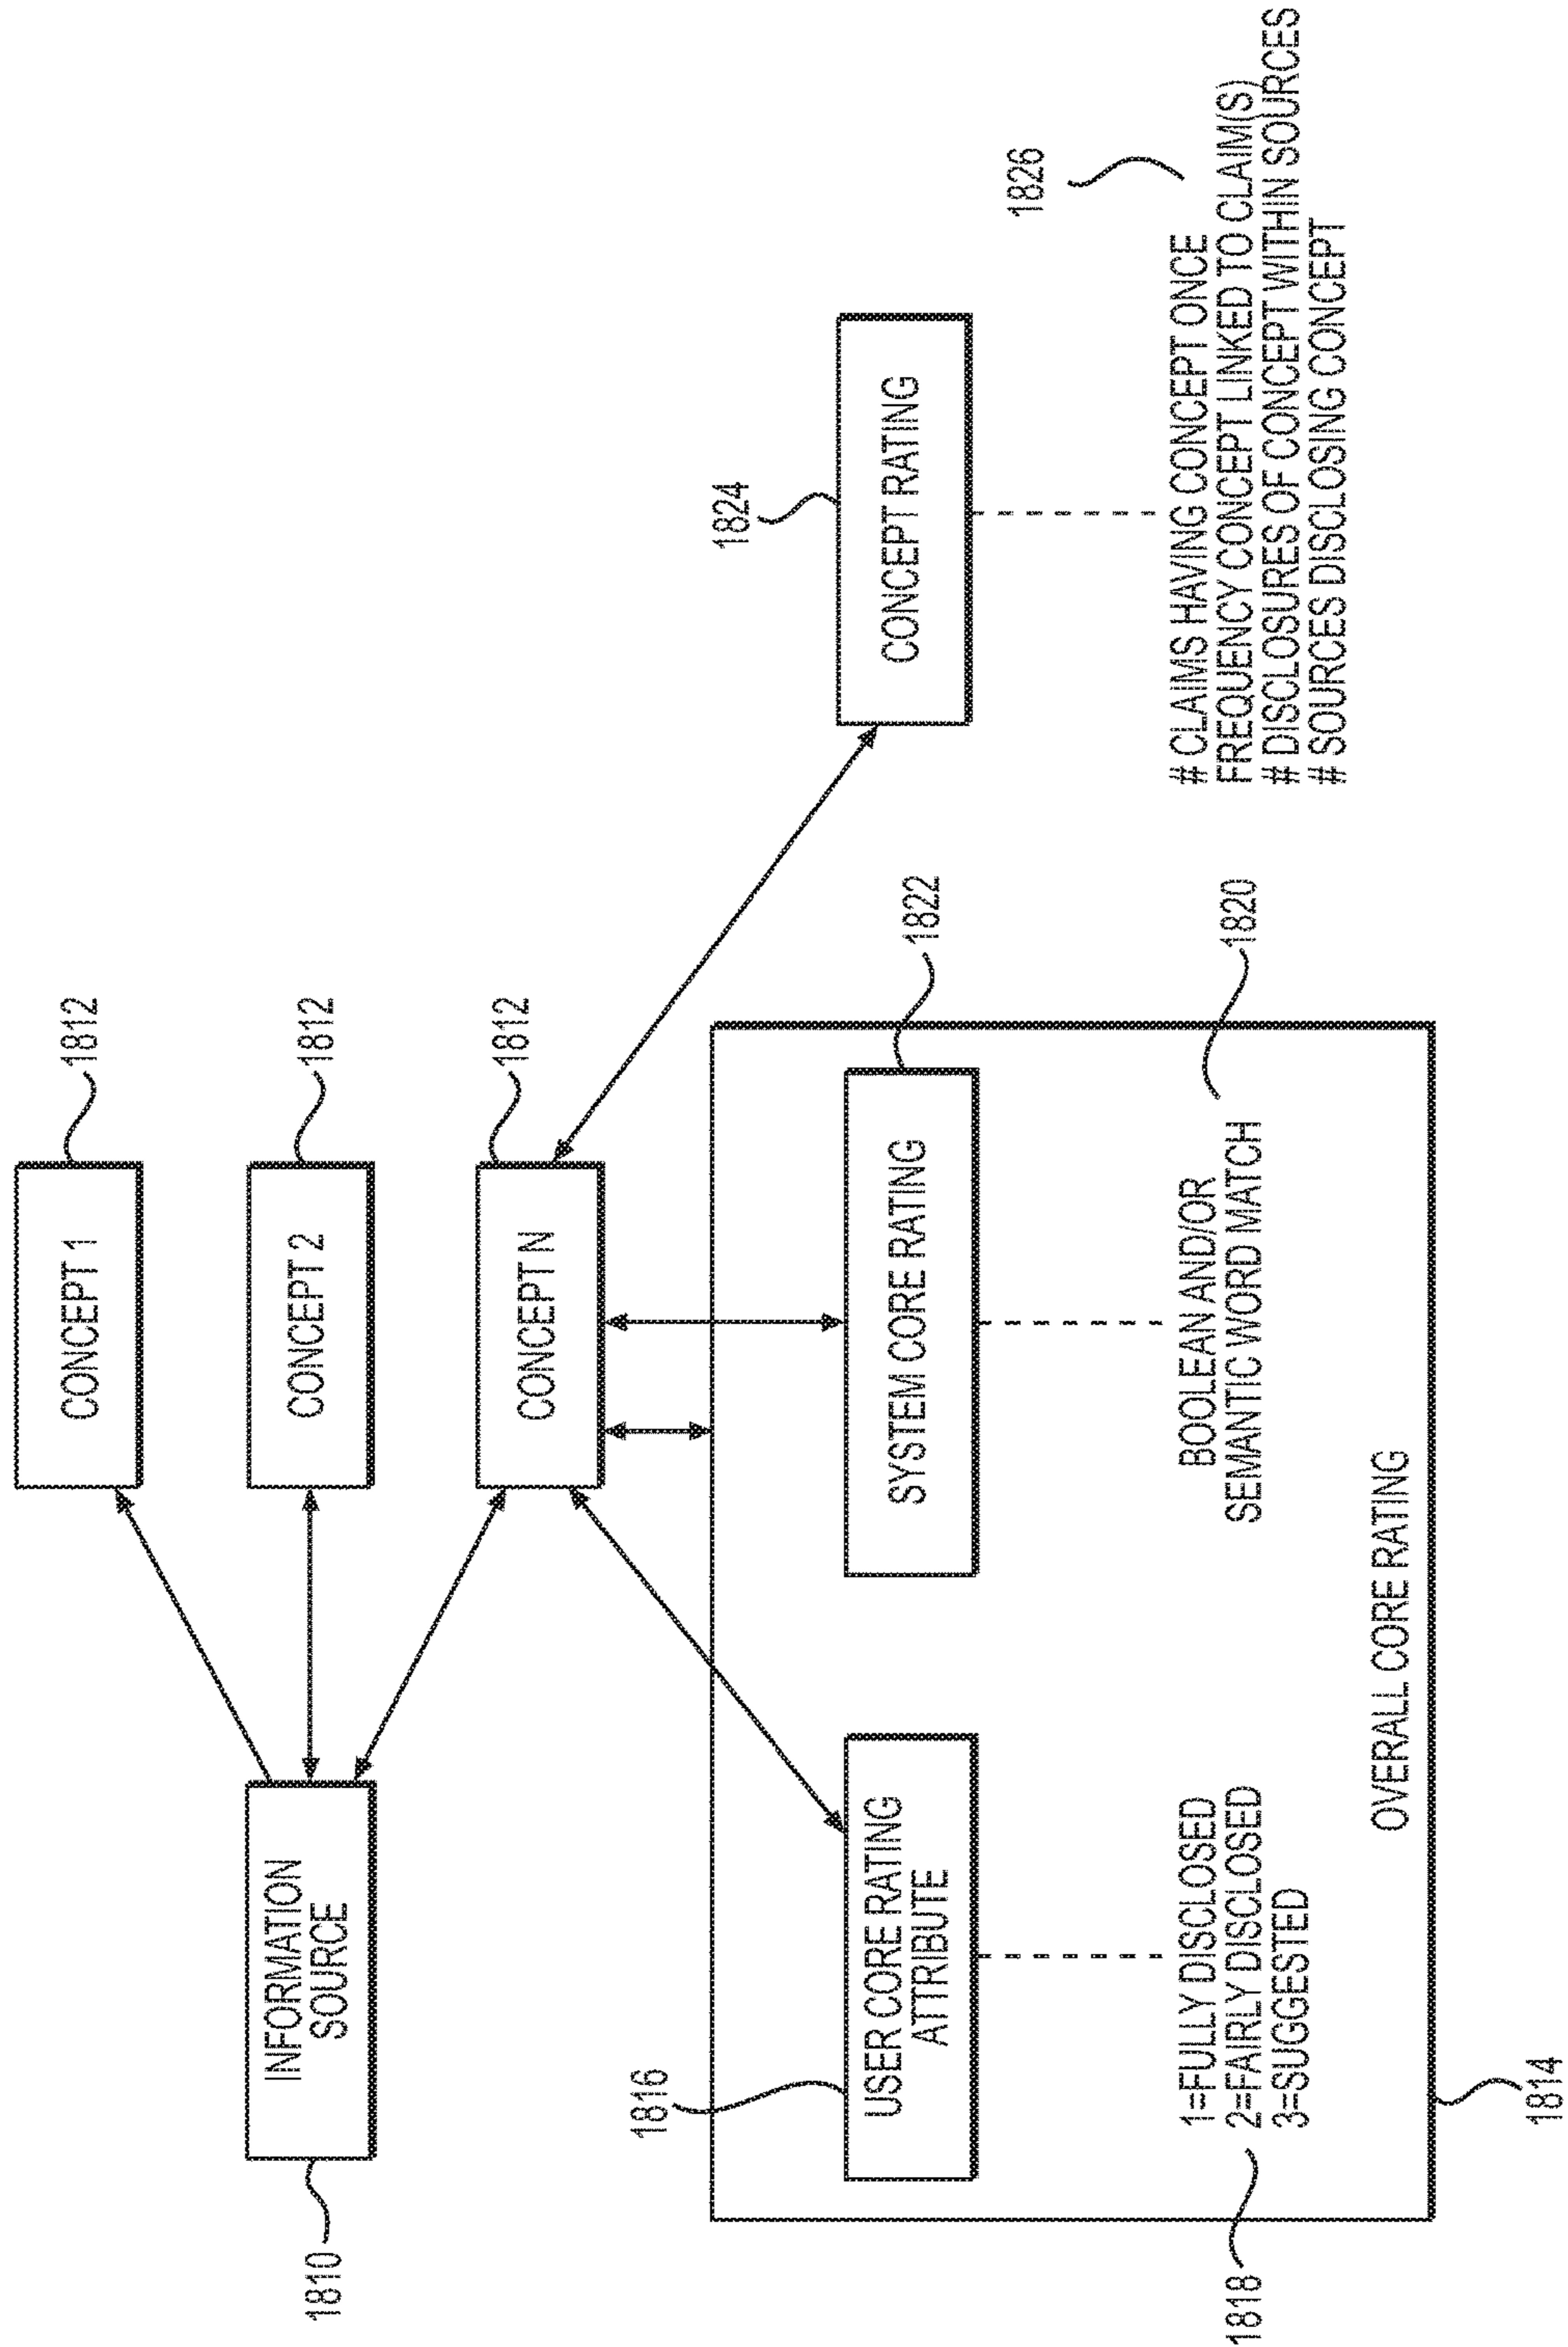 CONCEPT 1
1812
INFORMATION
SOURCE
1810
CONCEPT 2
1812
CONCEPT N
1812
1816
USER CORE RATING
ATTRIBUTE
SYSTEM CORE RATING
1822
1824
CONCEPT RATING
1818
1=FULLY DISCLOSED
2=FAIRLY DISCLOSED
3=SUGGESTED
BOOLEAN AND/OR
SEMANTIC WORD MATCH
1820
1826
# CLAIMS HAVING CONCEPT ONCE
FREQUENCY CONCEPT LINKED TO CLAIM(S)
# DISCLOSURES OF CONCEPT WITHIN SOURCES
# SOURCES DISCLOSING CONCEPT
OVERALL CORE RATING
1814